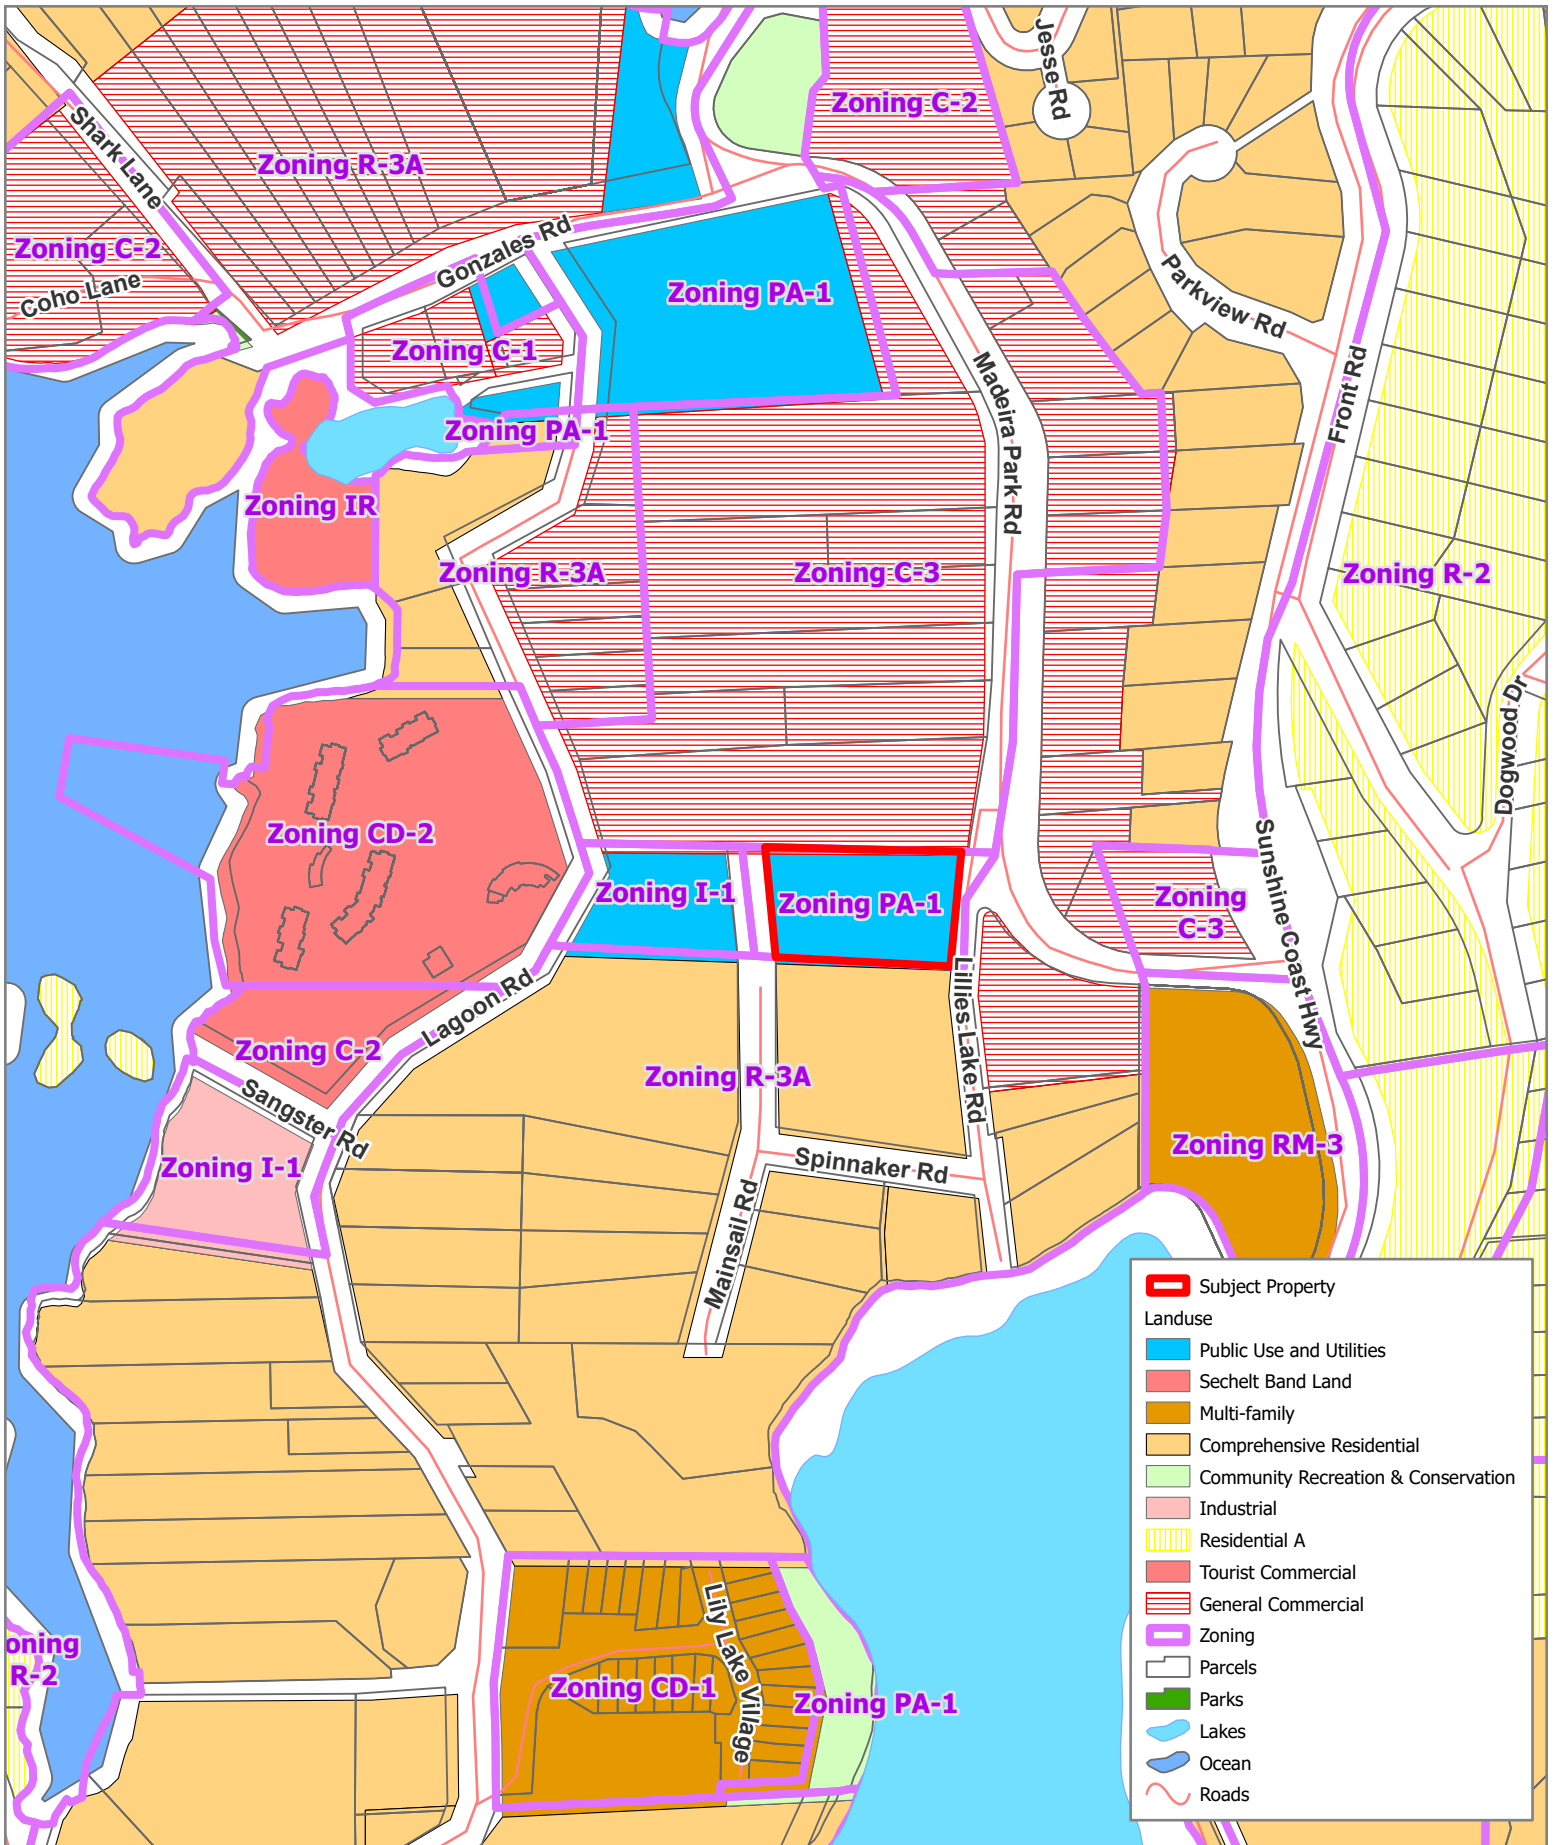 Jesse Rd
Zoning C-2
Shark Lane
Zoning R-3A
Zoning C-2
Gonzales Rd
Coho Lane
Zoning PA-1
Parkview Rd
Zoning C-1
Madeira Park Rd
Front Rd
Zoning PA-1
Zoning IR
Zoning R-3A
Zoning C-3
Zoning R-2
Dogwood Dr
Zoning CD-2
Sunshine Coast Hwy
Zoning I-1
Zoning PA-1
Zoning
C-3
Lagoon Rd
Lillies Lake Rd
Zoning C-2
Zoning R-3A
Sangster Rd
Zoning RM-3
Zoning I-1
Spinnaker Rd
Mainsail Rd
Subject Property
Landuse
Public Use and Utilities
Sechelt Band Land
Multi-family
Comprehensive Residential
Community Recreation & Conservation
Industrial
Residential A
Tourist Commercial
General Commercial
Zoning
Parcels
Parks
Lakes
Ocean
Roads
oning
R-2
Lily Lake Village
Zoning CD-1
Zoning PA-1